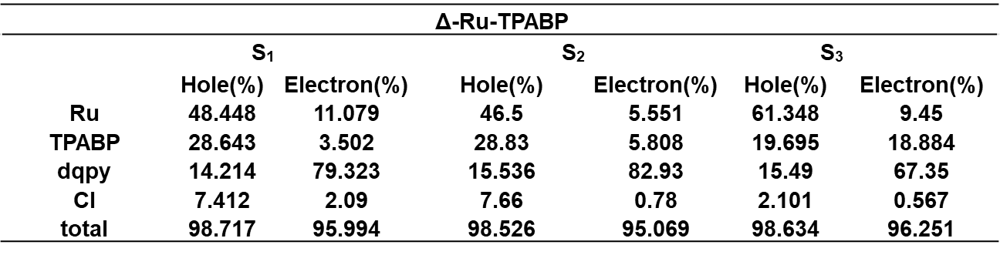 Δ-Ru-TPABP
S₁ S₂ S₃
Hole(%) Electron(%) Hole(%) Electron(%) Hole(%) Electron(%)
Ru 48.448 11.079 46.5 5.551 61.348 9.45
TPABP 28.643 3.502 28.83 5.808 19.695 18.884
dqpy 14.214 79.323 15.536 82.93 15.49 67.35
Cl 7.412 2.09 7.66 0.78 2.101 0.567
total 98.717 95.994 98.526 95.069 98.634 96.251